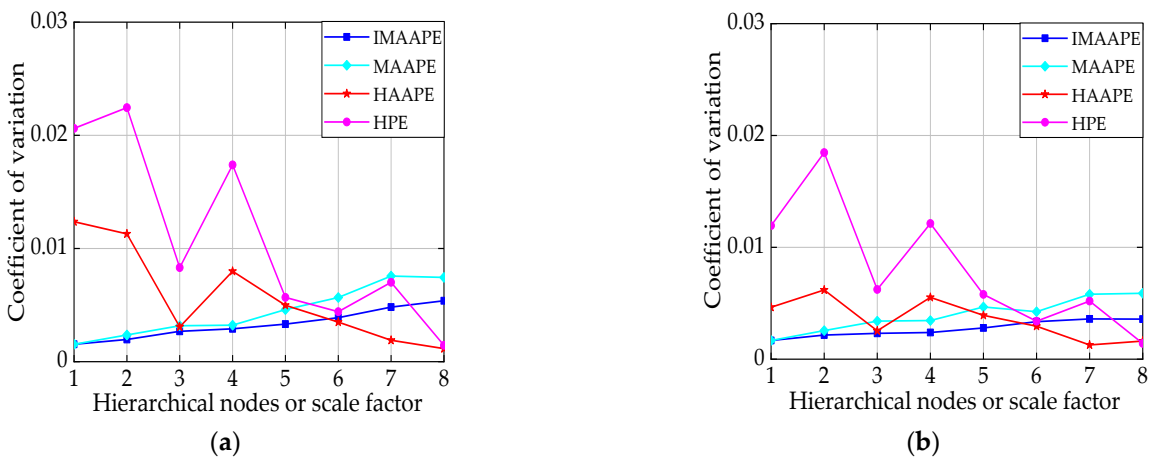 0.03
0.02
0.01
0
Coefficient of variation
IMAAPE
MAAPE
HAAPE
HPE
1 2 3 4 5 6 7 8
Hierarchical nodes or scale factor
(a)
0.03
0.02
0.01
0
Coefficient of variation
IMAAPE
MAAPE
HAAPE
HPE
1 2 3 4 5 6 7 8
Hierarchical nodes or scale factor
(b)